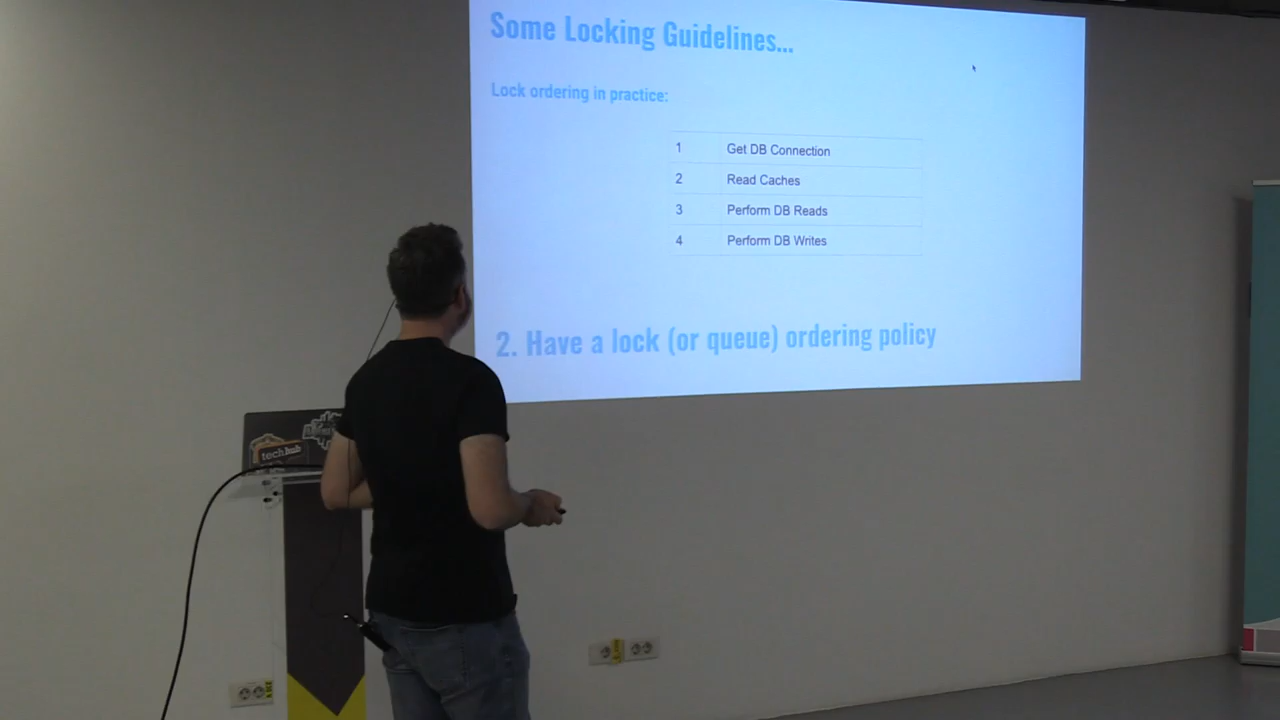 Some Locking Guidelines...
Lock ordering in practice:
1 Get DB Connection
2 Read Caches
3 Perform DB Reads
4 Perform DB Writes
2. Have a lock (or queue) ordering policy
techhub